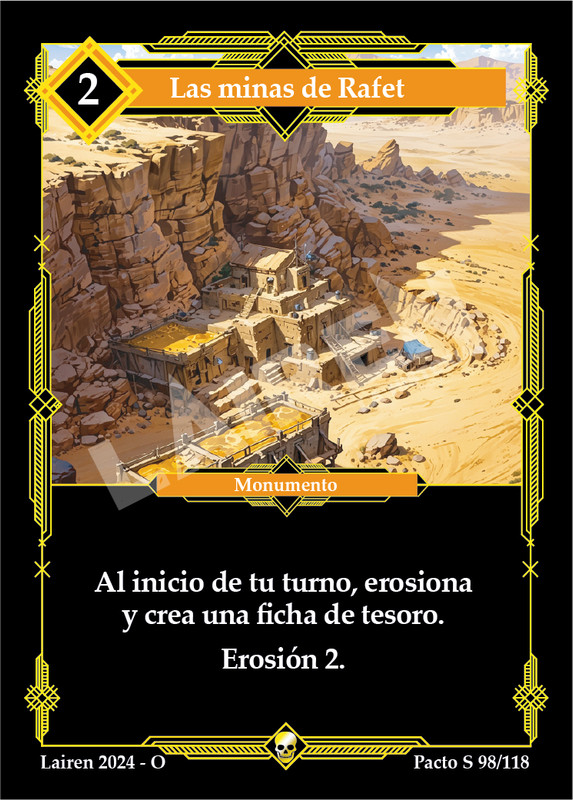 2
Las minas de Rafet
LAIREN
Monumento
Al inicio de tu turno, erosiona
y crea una ficha de tesoro.
Erosión 2.
Lairen 2024 - O
Pacto S 98/118